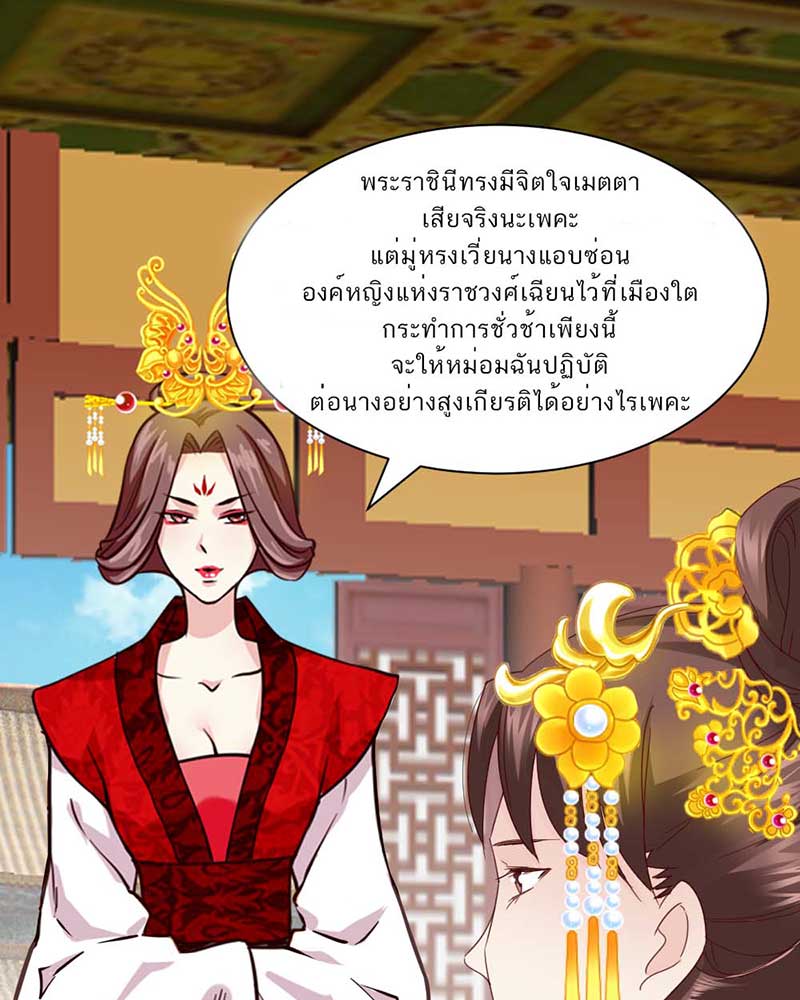 พระราชินีทรงมีจิตใจเมตตา
เสียจริงนะเพคะ
แต่มู่หรงเวี่ยนางแอบซ่อน
องค์หญิงแห่งราชวงศ์เฉียนไว้ที่เมืองใต
กระทำการชั่วช้าเพียงนี้
จะให้หม่อมฉันปฏิบัติ
ต่อนางอย่างสูงเกียรติได้อย่างไรเพคะ